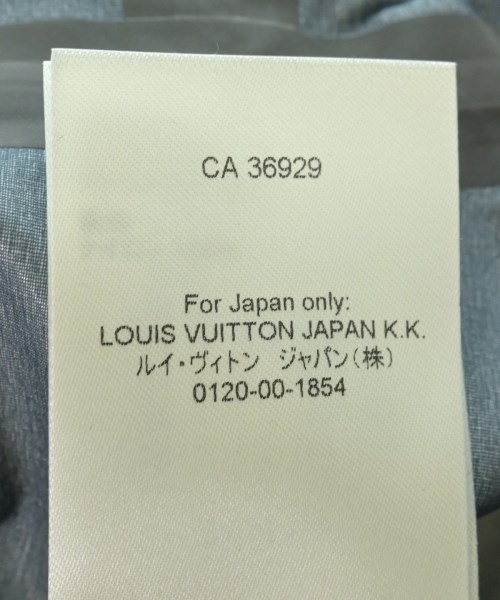 CA 36929
For Japan only:
LOUIS VUITTON JAPAN K.K.
ルイ・ヴィトン　ジャパン(株)
0120-00-1854